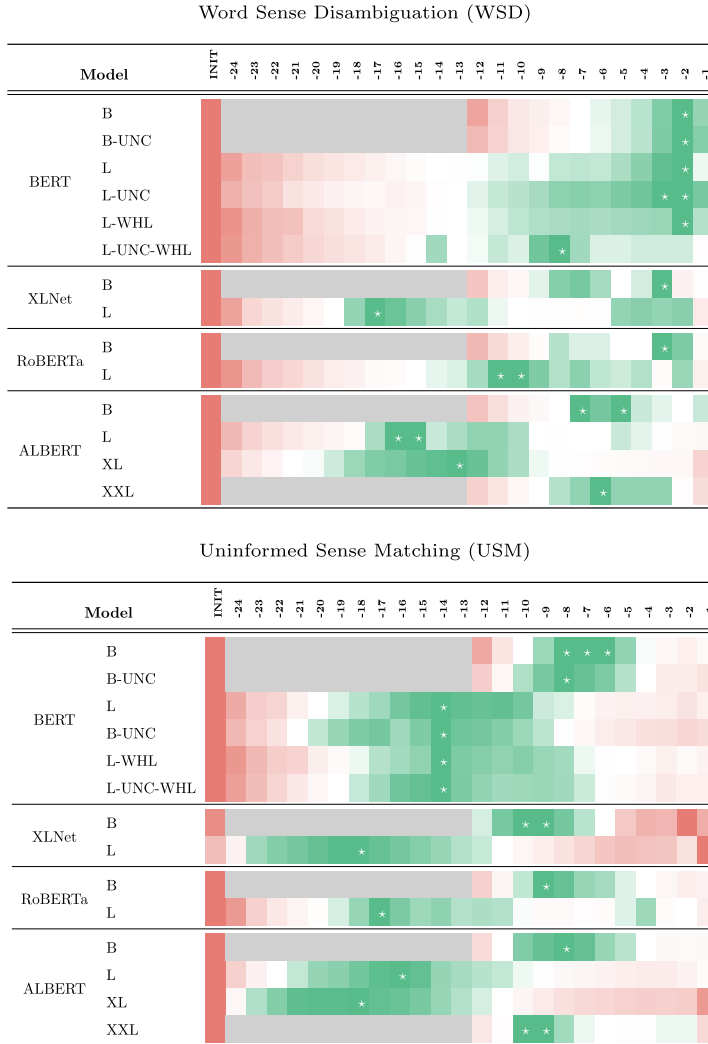 Word Sense Disambiguation (WSD)
Model INIT -24 -23 -22 -21 -20 -19 -18 -17 -16 -15 -14 -13 -12 -11 -10 -9 -8 -7 -6 -5 -4 -3 -2 -1
B ⋆
B-UNC ⋆
L ⋆
BERT
L-UNC ⋆ ⋆
L-WHL ⋆
L-UNC-WHL ⋆
B ⋆
XLNet
L ⋆
B ⋆
RoBERTa
L ⋆ ⋆
B ⋆ ⋆
L ⋆ ⋆
ALBERT
XL ⋆
XXL ⋆
Uninformed Sense Matching (USM)
Model INIT -24 -23 -22 -21 -20 -19 -18 -17 -16 -15 -14 -13 -12 -11 -10 -9 -8 -7 -6 -5 -4 -3 -2
B ⋆ ⋆ ⋆
B-UNC ⋆
L ⋆
BERT
B-UNC ⋆
L-WHL ⋆
L-UNC-WHL ⋆
B ⋆ ⋆
XLNet
L ⋆
B ⋆
RoBERTa
L ⋆
B ⋆
L ⋆
ALBERT
XL ⋆
XXL ⋆ ⋆